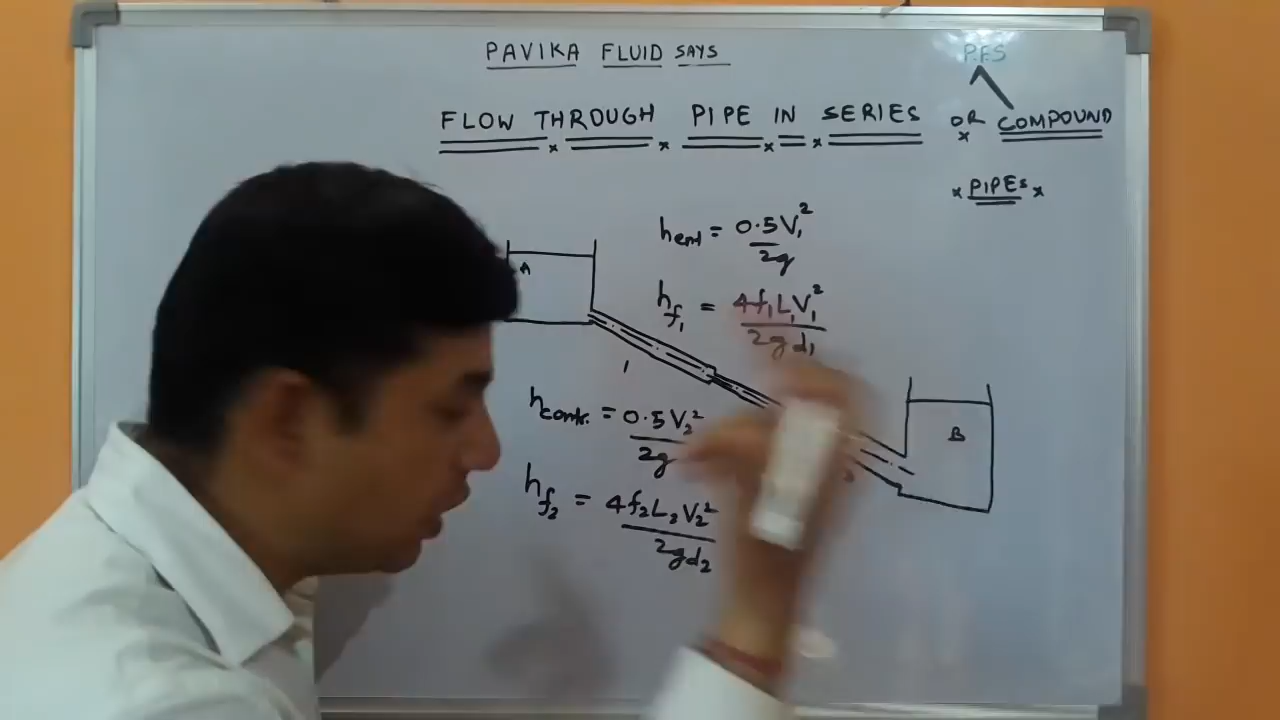 PAVIKA FLUID SAYS
P.F.S
FLOW THROUGH PIPE IN SERIES OR COMPOUND
PIPEs
h_ent = 0.5V₁²/2g
A
h_f₁ = 4f₁L₁V₁²/2gd₁
1
h_contr. = 0.5V₂²/2g
B
h_f₂ = 4f₂L₂V₂²/2gd₂